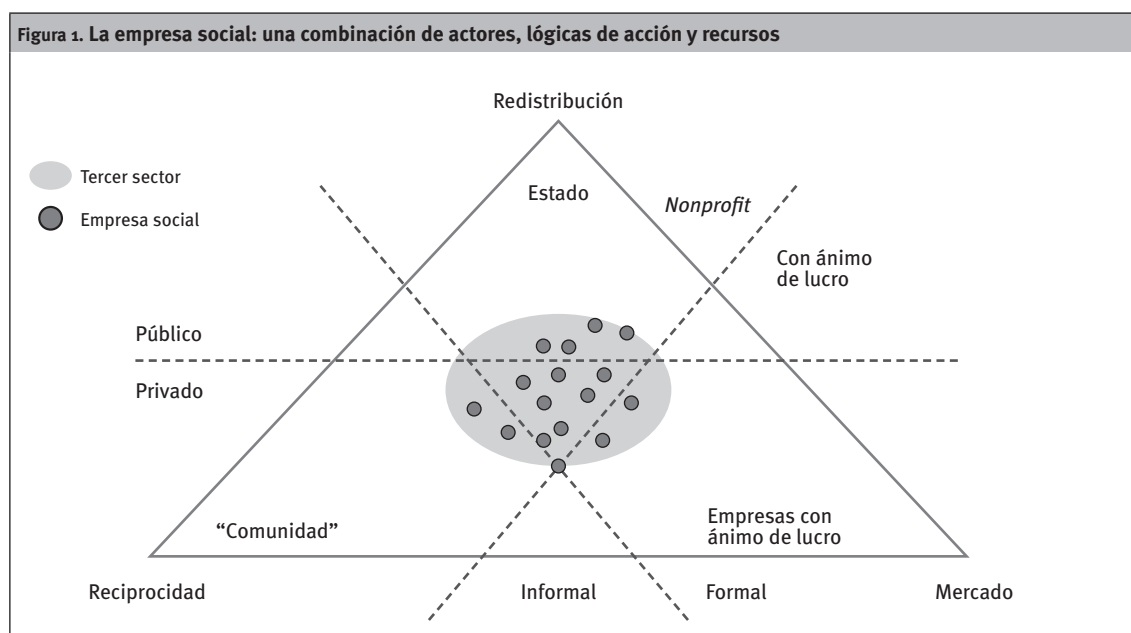 Figura 1. La empresa social: una combinación de actores, lógicas de acción y recursos
Redistribución
Tercer sector
Empresa social
Estado
Nonprofit
Con ánimo
de lucro
Público
Privado
“Comunidad”
Empresas con
ánimo de lucro
Reciprocidad
Informal
Formal
Mercado